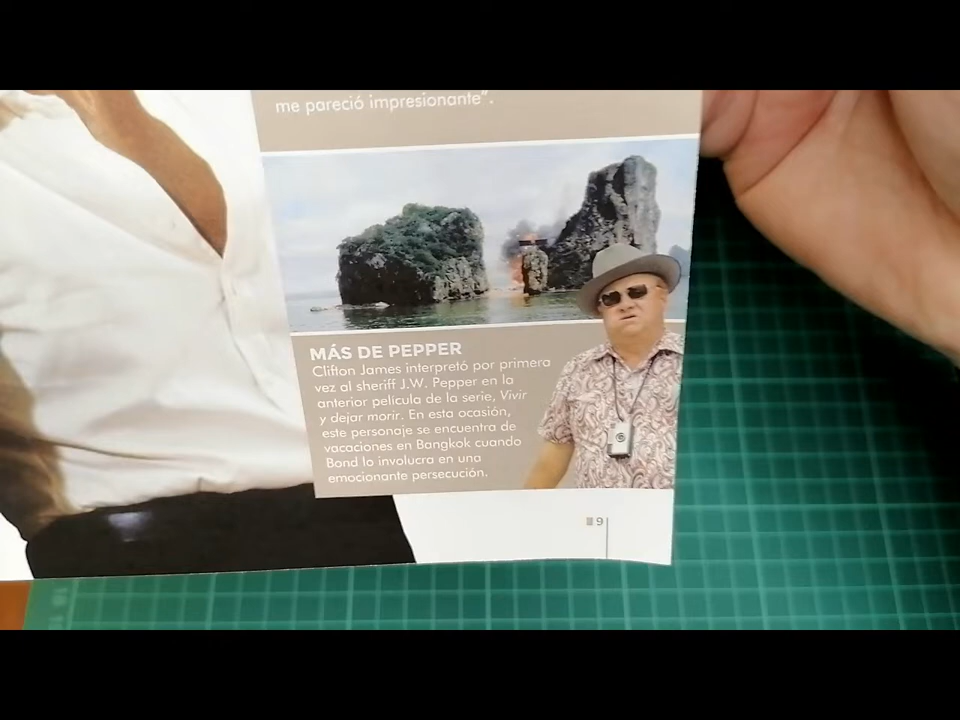 me pareció impresionante".
MÁS DE PEPPER
Clifton James interpretó por primera
vez al sheriff J.W. Pepper en la
anterior película de la serie, Vivir
y dejar morir. En esta ocasión,
este personaje se encuentra de
vacaciones en Bangkok cuando
Bond lo involucra en una
emocionante persecución.
9